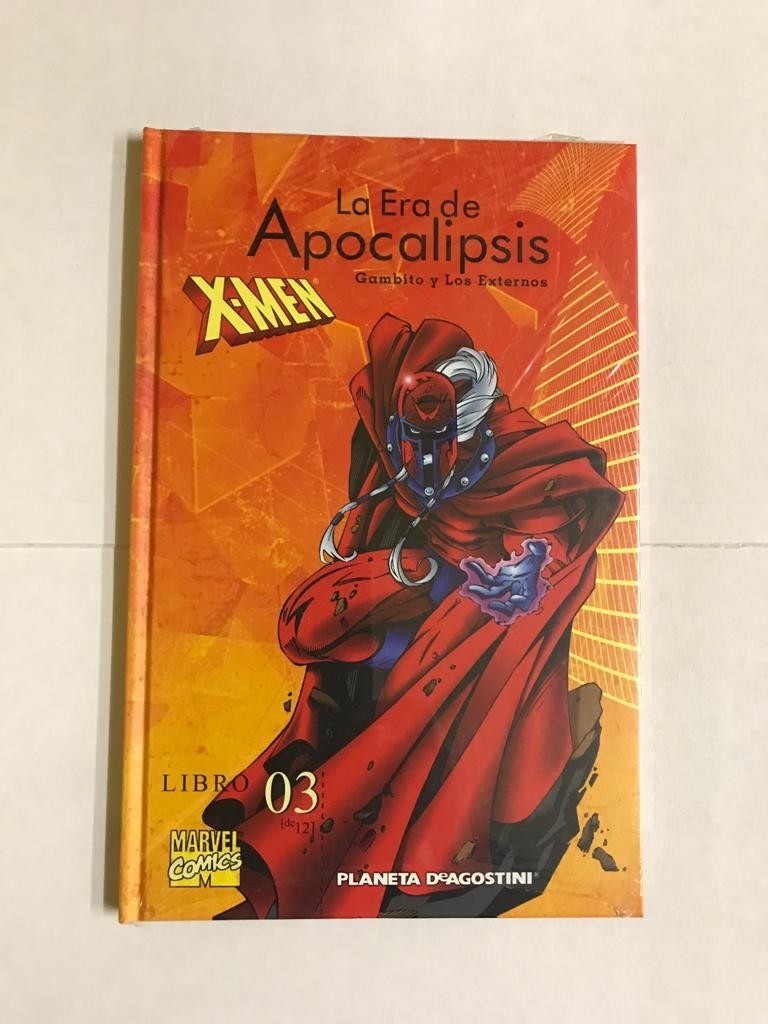 La Era de
Apocalipsis
Gambito y Los Externos
X-MEN®
LIBRO 03
[de 12]
MARVEL
COMICS
M
PLANETA DeAGOSTINI®